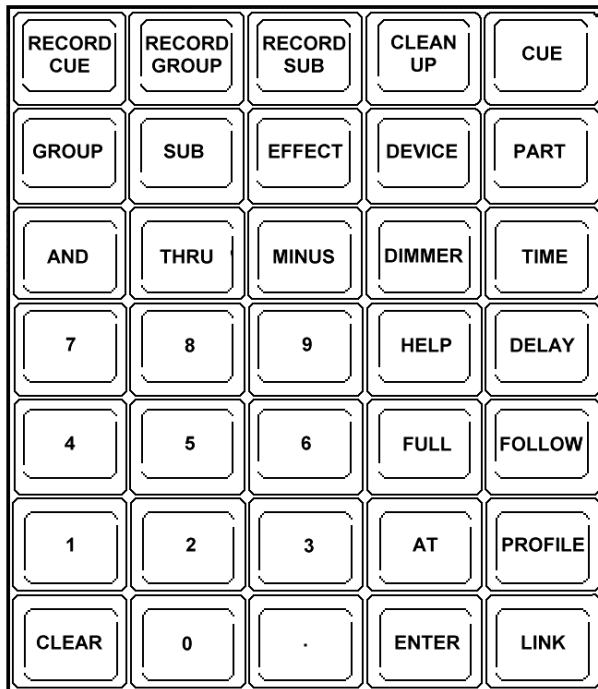 RECORD CUE RECORD GROUP RECORD SUB CLEAN UP CUE
GROUP SUB EFFECT DEVICE PART
AND THRU MINUS DIMMER TIME
7 8 9 HELP DELAY
4 5 6 FULL FOLLOW
1 2 3 AT PROFILE
CLEAR 0 . ENTER LINK